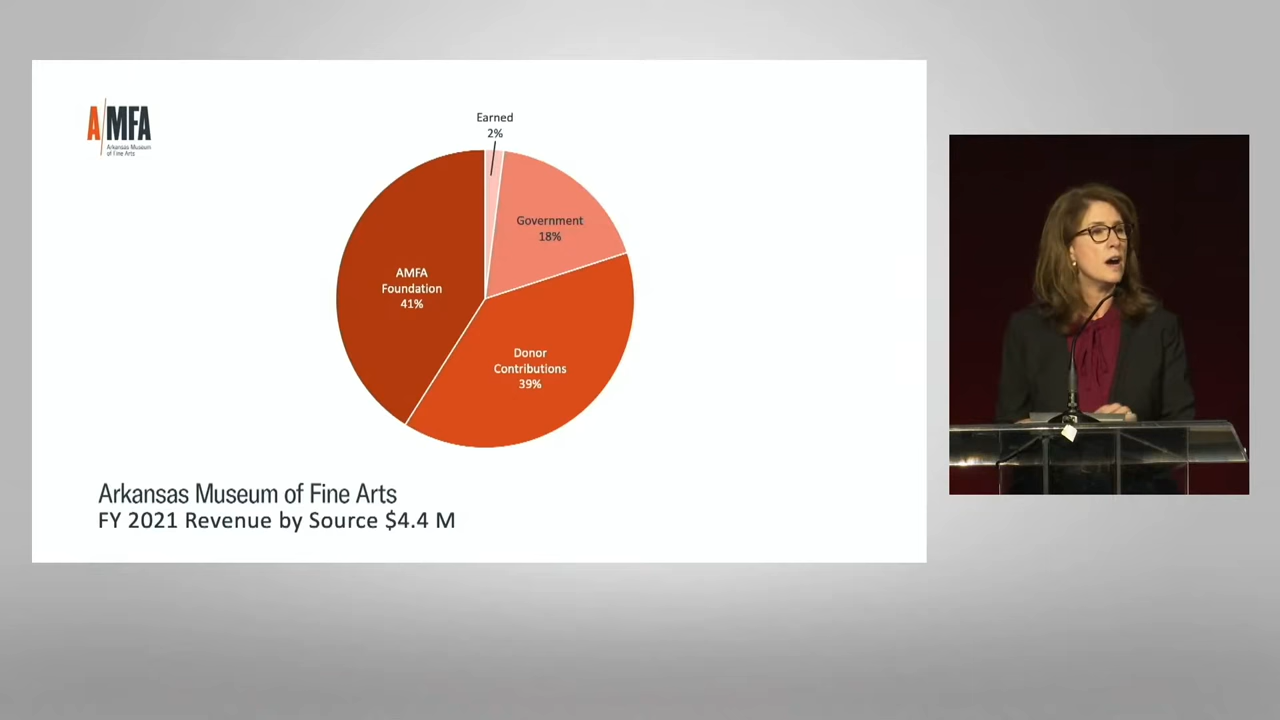 A/MFA
Arkansas Museum
of Fine Arts
Earned
2%
Government
18%
AMFA
Foundation
41%
Donor
Contributions
39%
Arkansas Museum of Fine Arts
FY 2021 Revenue by Source $4.4 M